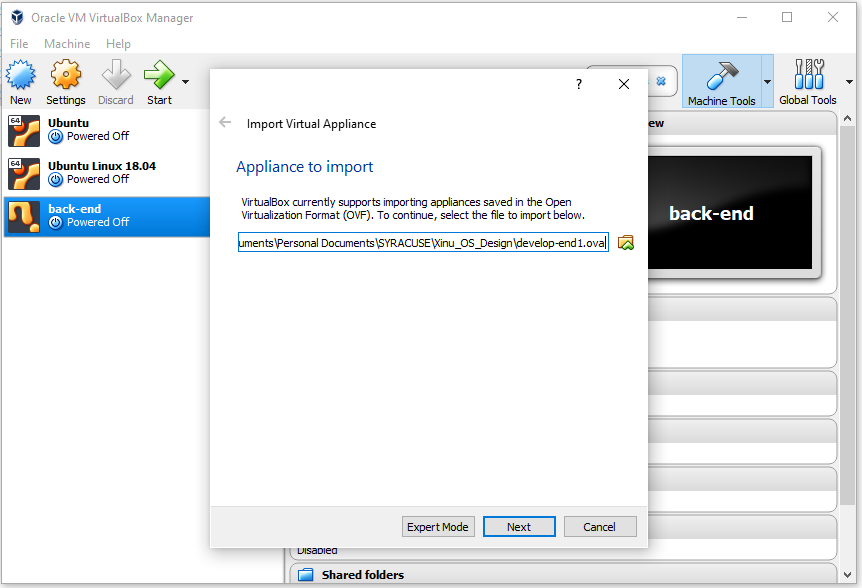 Oracle VM VirtualBox Manager
File Machine Help
New
Settings
Discard
Start
Machine Tools
Global Tools
64
Ubuntu
Powered Off
64
Ubuntu Linux 18.04
Powered Off
back-end
Powered Off
?
Import Virtual Appliance
Appliance to import
VirtualBox currently supports importing appliances saved in the Open
Virtualization Format (OVF). To continue, select the file to import below.
uments\Personal Documents\SYRACUSE\Xinu_OS_Design\develop-end1.ova
Expert Mode
Next
Cancel
ew
back-end
Disabled
Shared folders